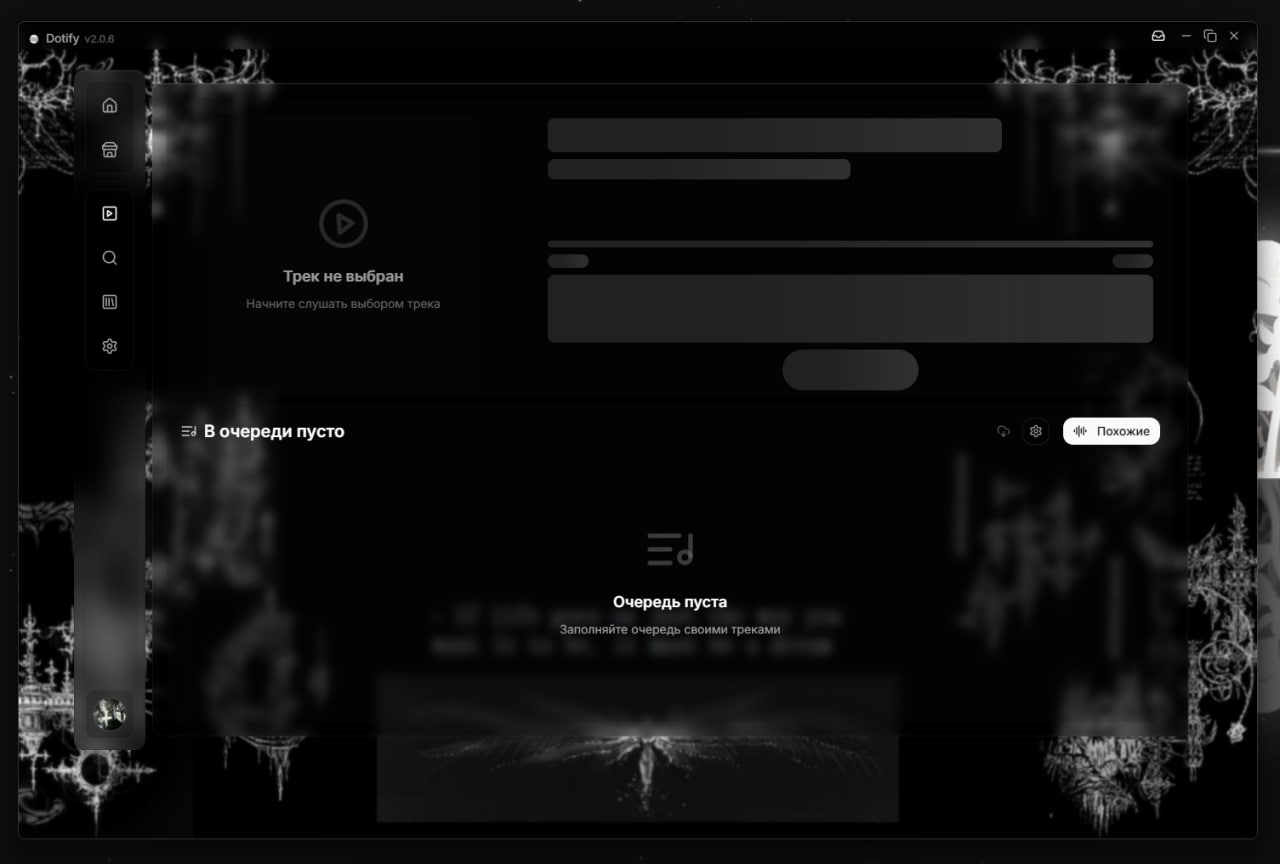 Dotify v2.0.6
Трек не выбран
Начните слушать выбором трека
В очереди пусто
Похожие
Очередь пуста
Заполняйте очередь своими треками